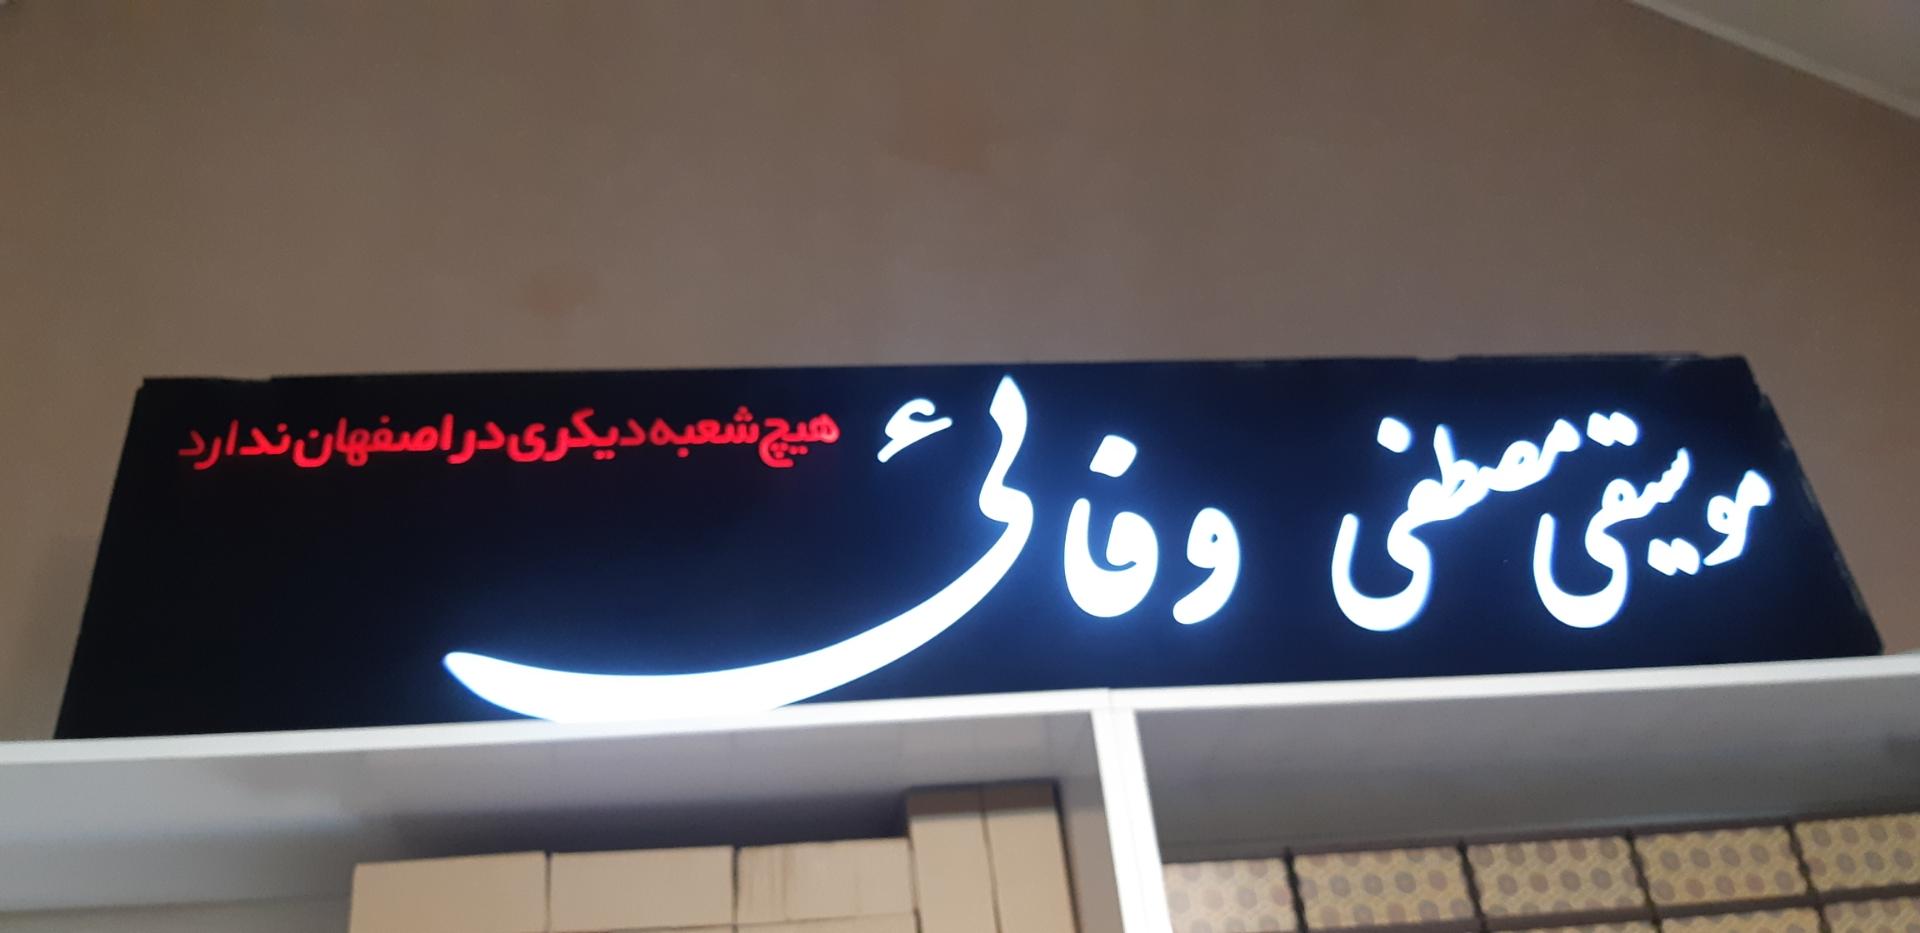 موسیقی مصطفی وفائی
هیچ شعبه دیگری در اصفهان ندارد